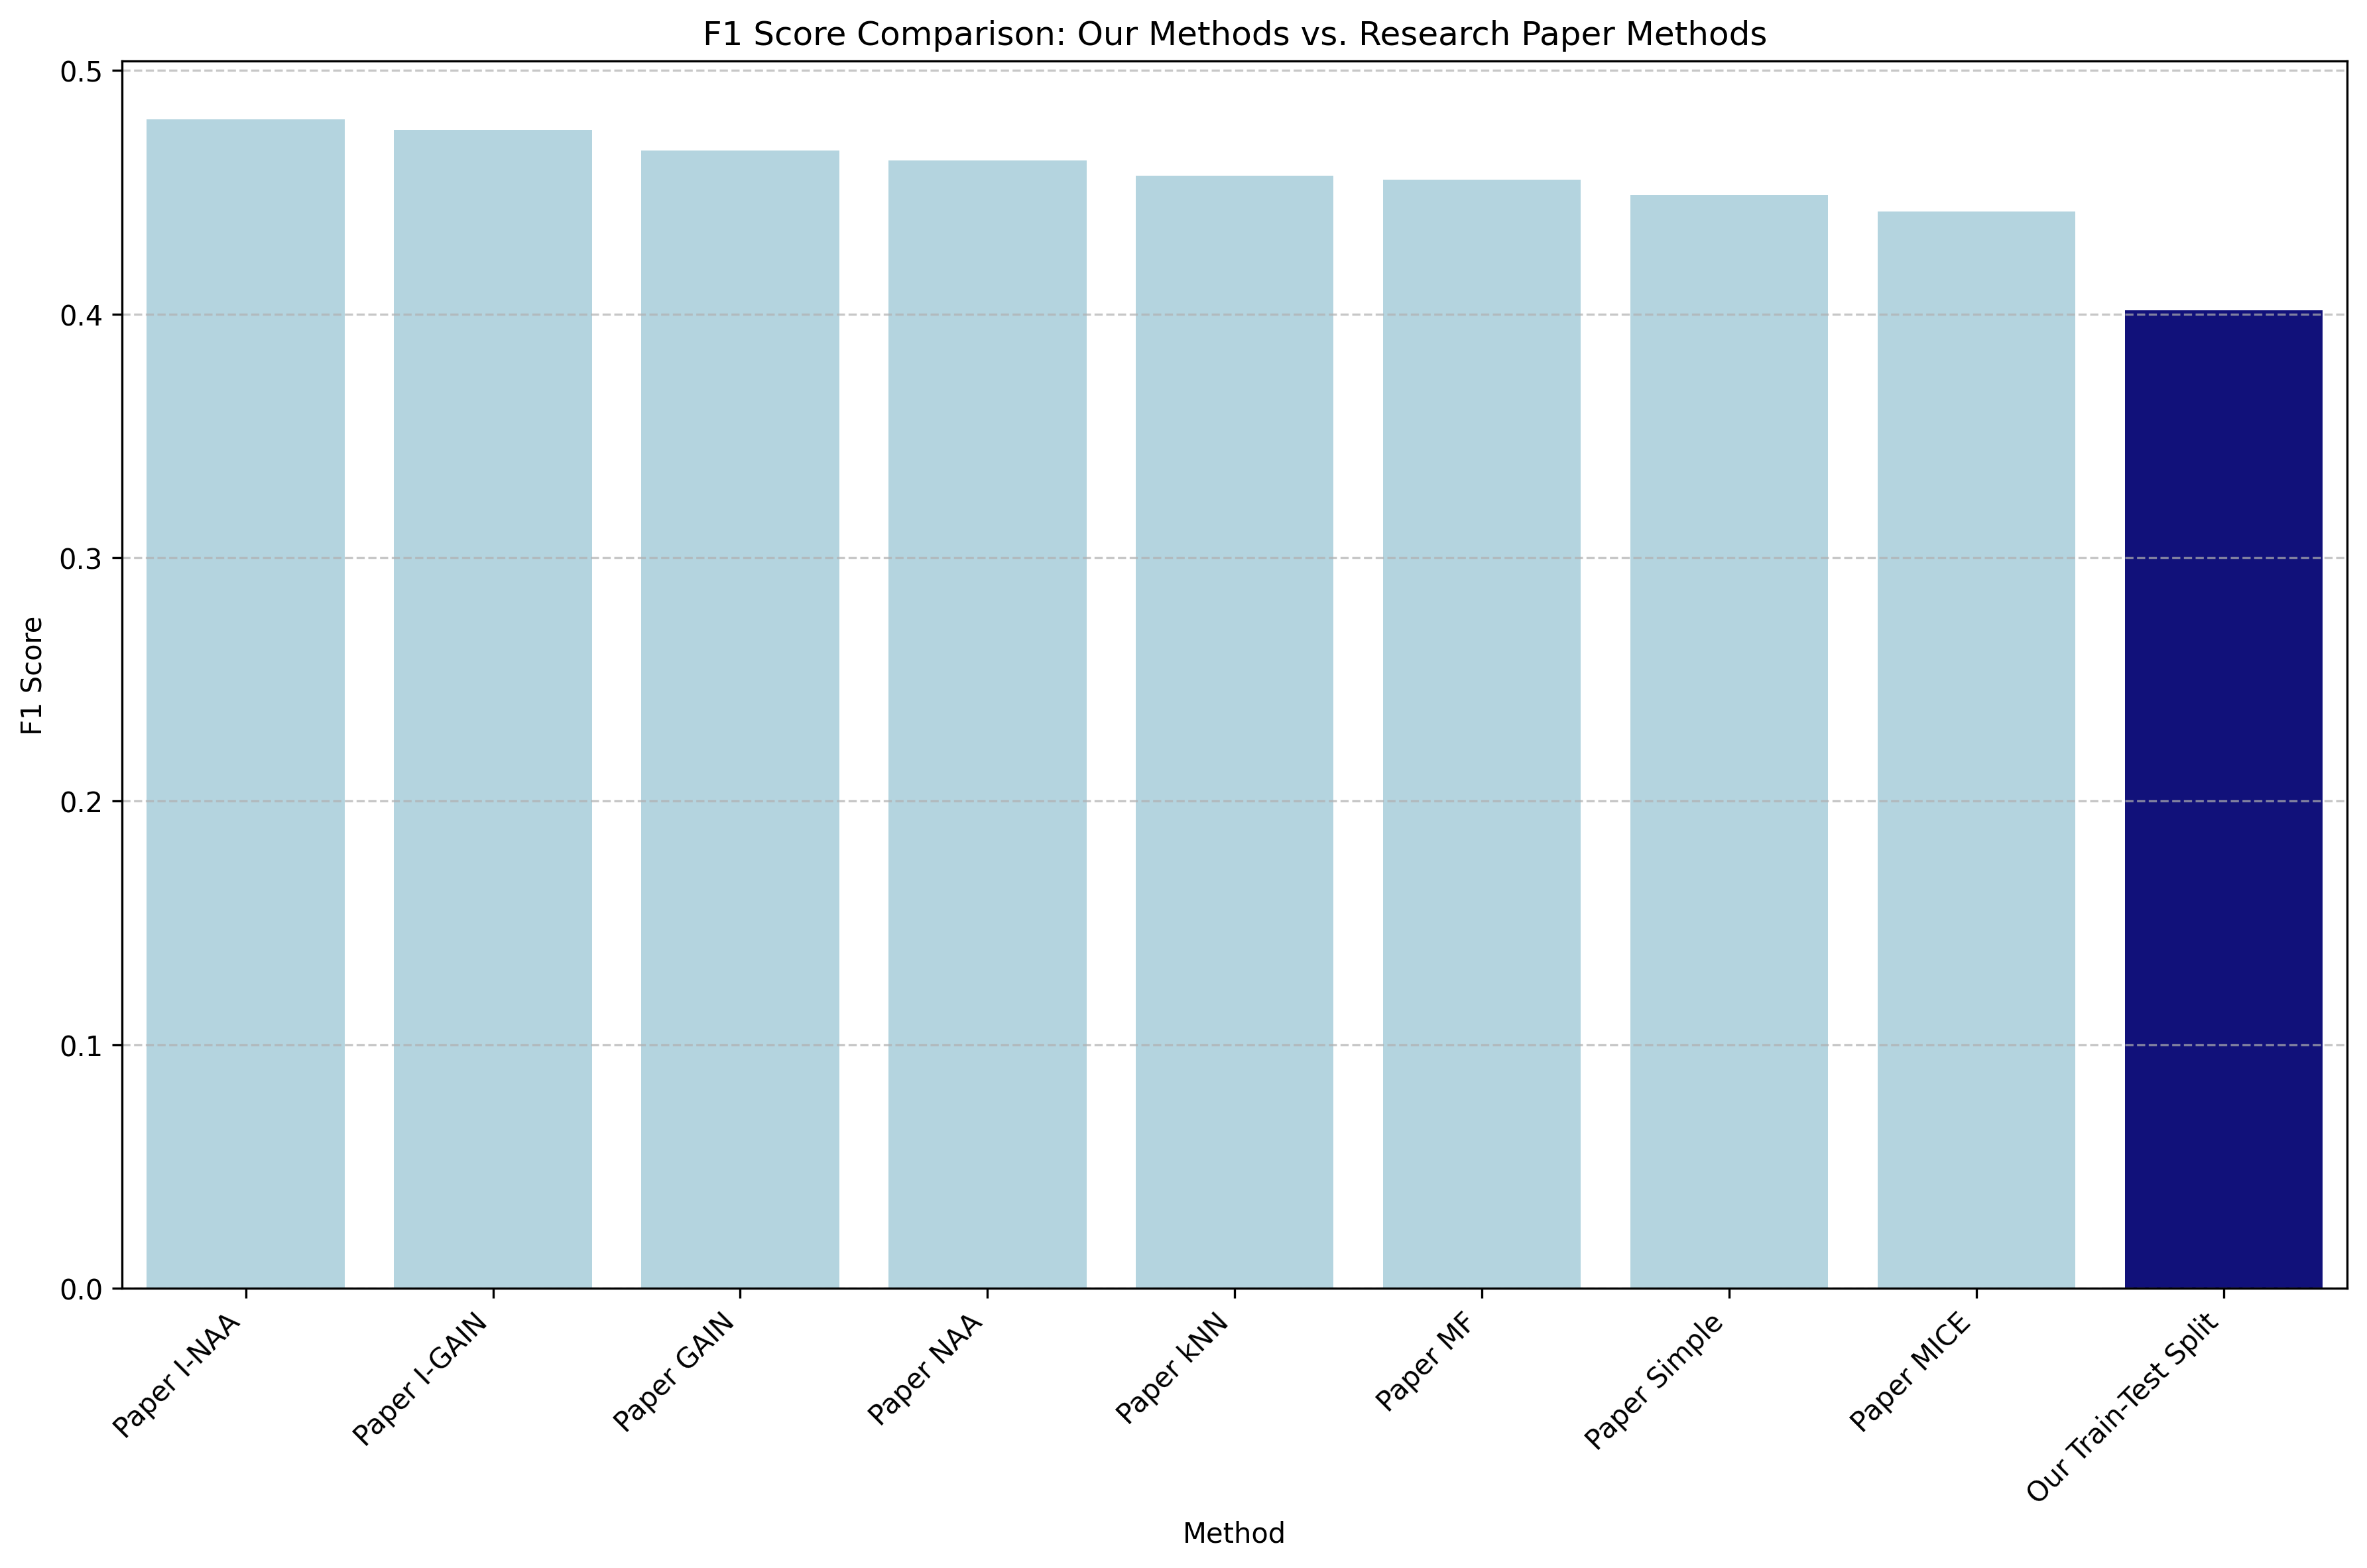 F1 Score Comparison: Our Methods vs. Research Paper Methods
0.5
0.4
0.3
0.2
0.1
0.0
F1 Score
Paper I-NAA
Paper I-GAIN
Paper GAIN
Paper NAA
Paper kNN
Paper MF
Paper Simple
Paper MICE
Our Train-Test Split
Method